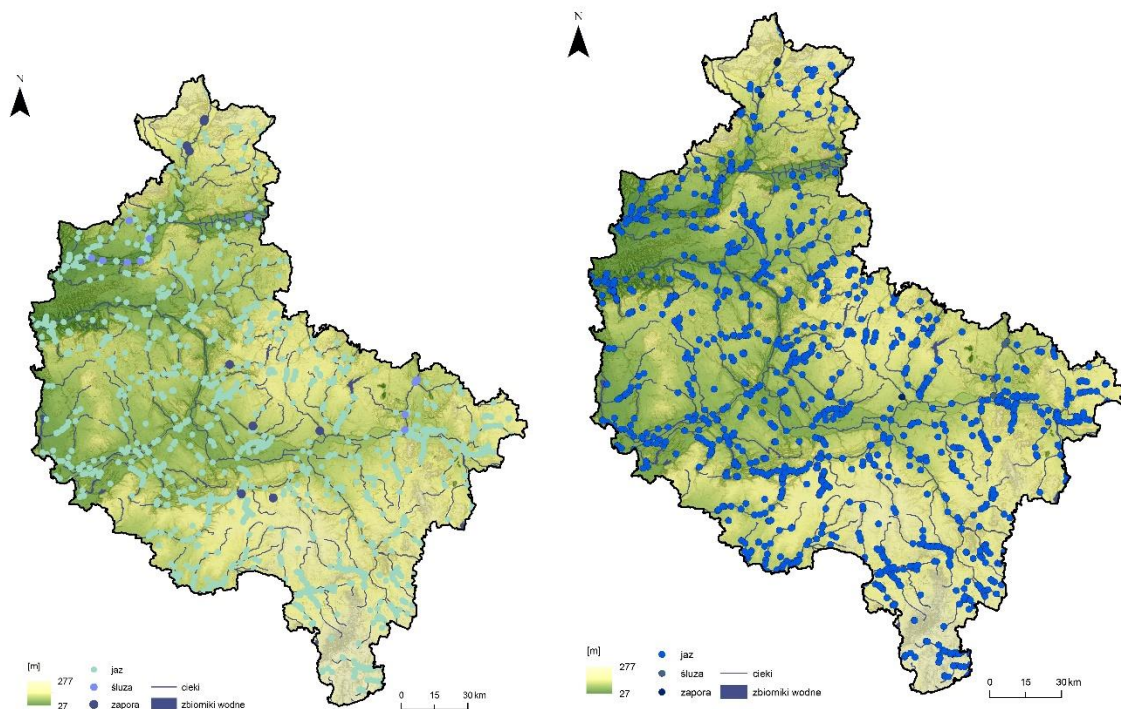 N
[m]
277
27
jaz
śluza
zapora
cieki
zbiorniki wodne
0 15 30 km
N
[m]
277
27
jaz
śluza
zapora
cieki
zbiorniki wodne
0 15 30 km